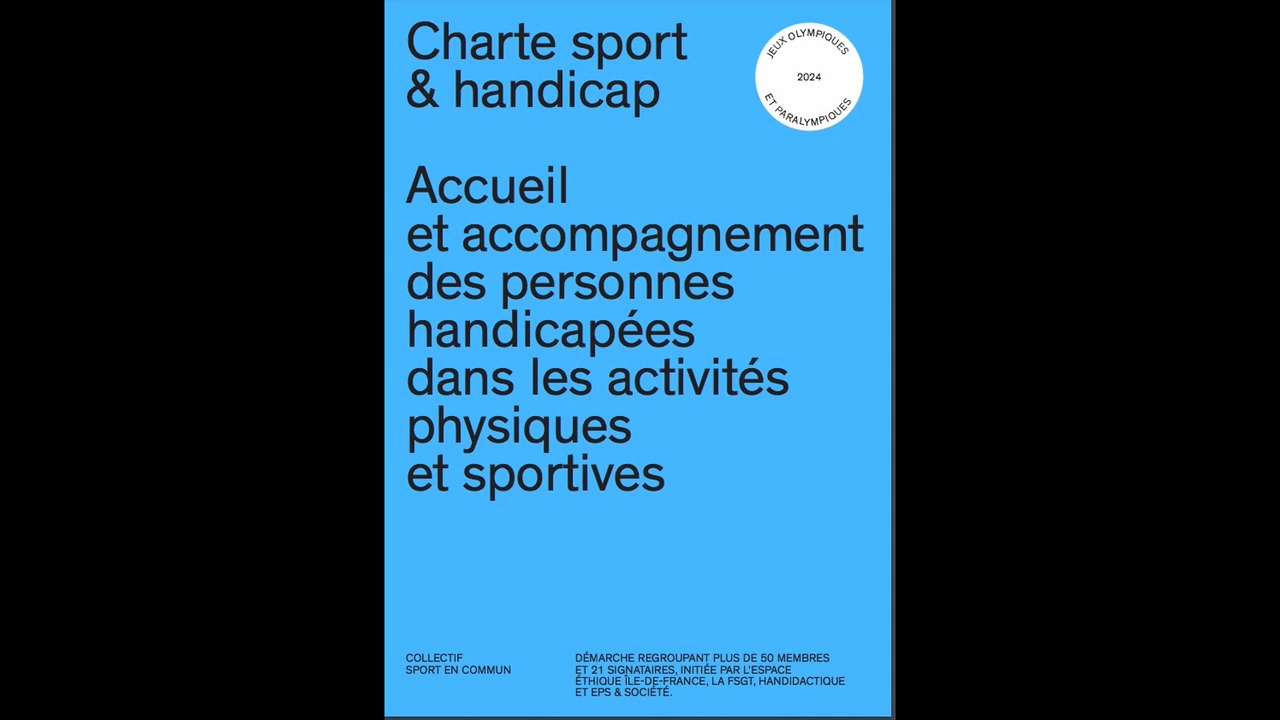 Charte sport
& handicap
JEUX OLYMPIQUES
2024
ET PARALYMPIQUES
Accueil
et accompagnement
des personnes
handicapées
dans les activités
physiques
et sportives
COLLECTIF
SPORT EN COMMUN
DÉMARCHE REGROUPANT PLUS DE 50 MEMBRES
ET 21 SIGNATAIRES, INITIÉE PAR L'ESPACE
ÉTHIQUE ÎLE-DE-FRANCE, LA FSGT, HANDIDACTIQUE
ET EPS & SOCIÉTÉ.